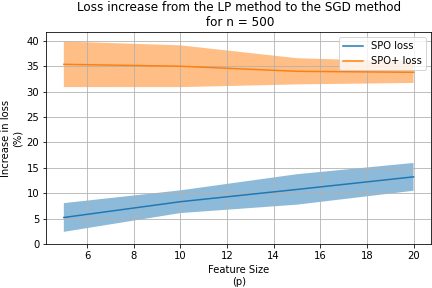 Loss increase from the LP method to the SGD method
for n = 500
SPO loss
SPO+ loss
40
35
30
25
20
15
10
5
0
Increase in loss
(%)
6
8
10
12
14
16
18
20
Feature Size
(p)